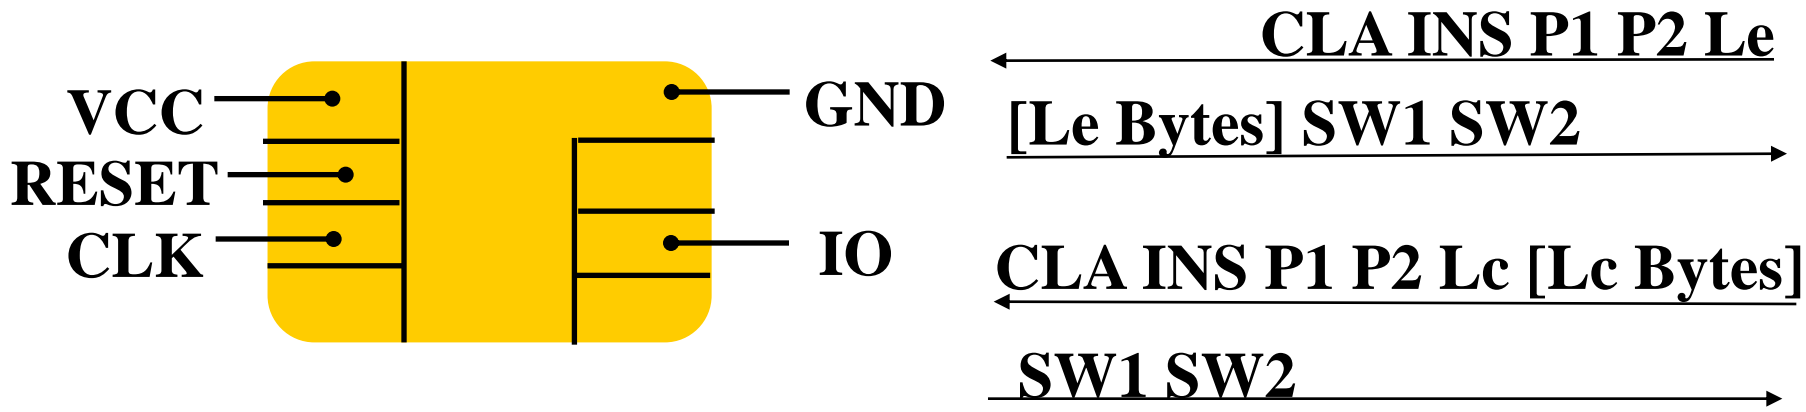 VCC
RESET
CLK
GND
IO
CLA INS P1 P2 Le
[Le Bytes] SW1 SW2
CLA INS P1 P2 Lc [Lc Bytes]
SW1 SW2